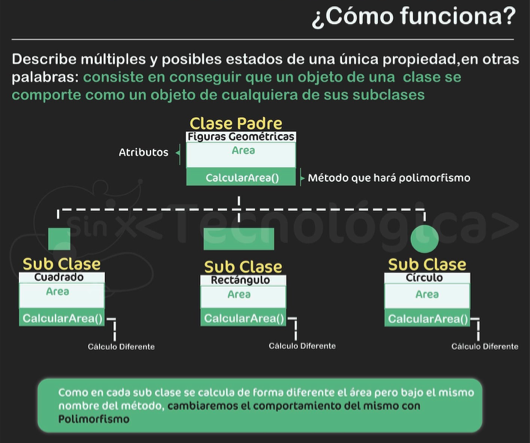 ¿Cómo funciona?
Describe múltiples y posibles estados de una única propiedad,en otras
palabras: consiste en conseguir que un objeto de una clase se
comporte como un objeto de cualquiera de sus subclases
Clase Padre
Figuras Geométricas
Atributos
Area
CalcularArea()
Método que hará polimorfismo
Sin X <Tecnológica>
Sub Clase
Cuadrado
Area
CalcularArea()
Cálculo Diferente
Sub Clase
Rectángulo
Area
CalcularArea()
Cálculo Diferente
Sub Clase
Círculo
Area
CalcularArea()
Cálculo Diferente
Como en cada sub clase se calcula de forma diferente el área pero bajo el mismo
nombre del método, cambiaremos el comportamiento del mismo con
Polimorfismo